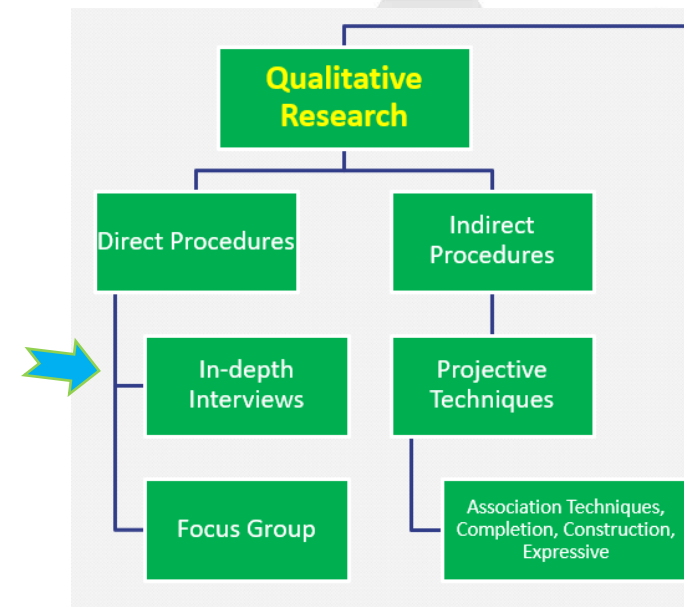 Qualitative
Research
Direct Procedures
Indirect
Procedures
In-depth
Interviews
Projective
Techniques
Focus Group
Association Techniques,
Completion, Construction,
Expressive